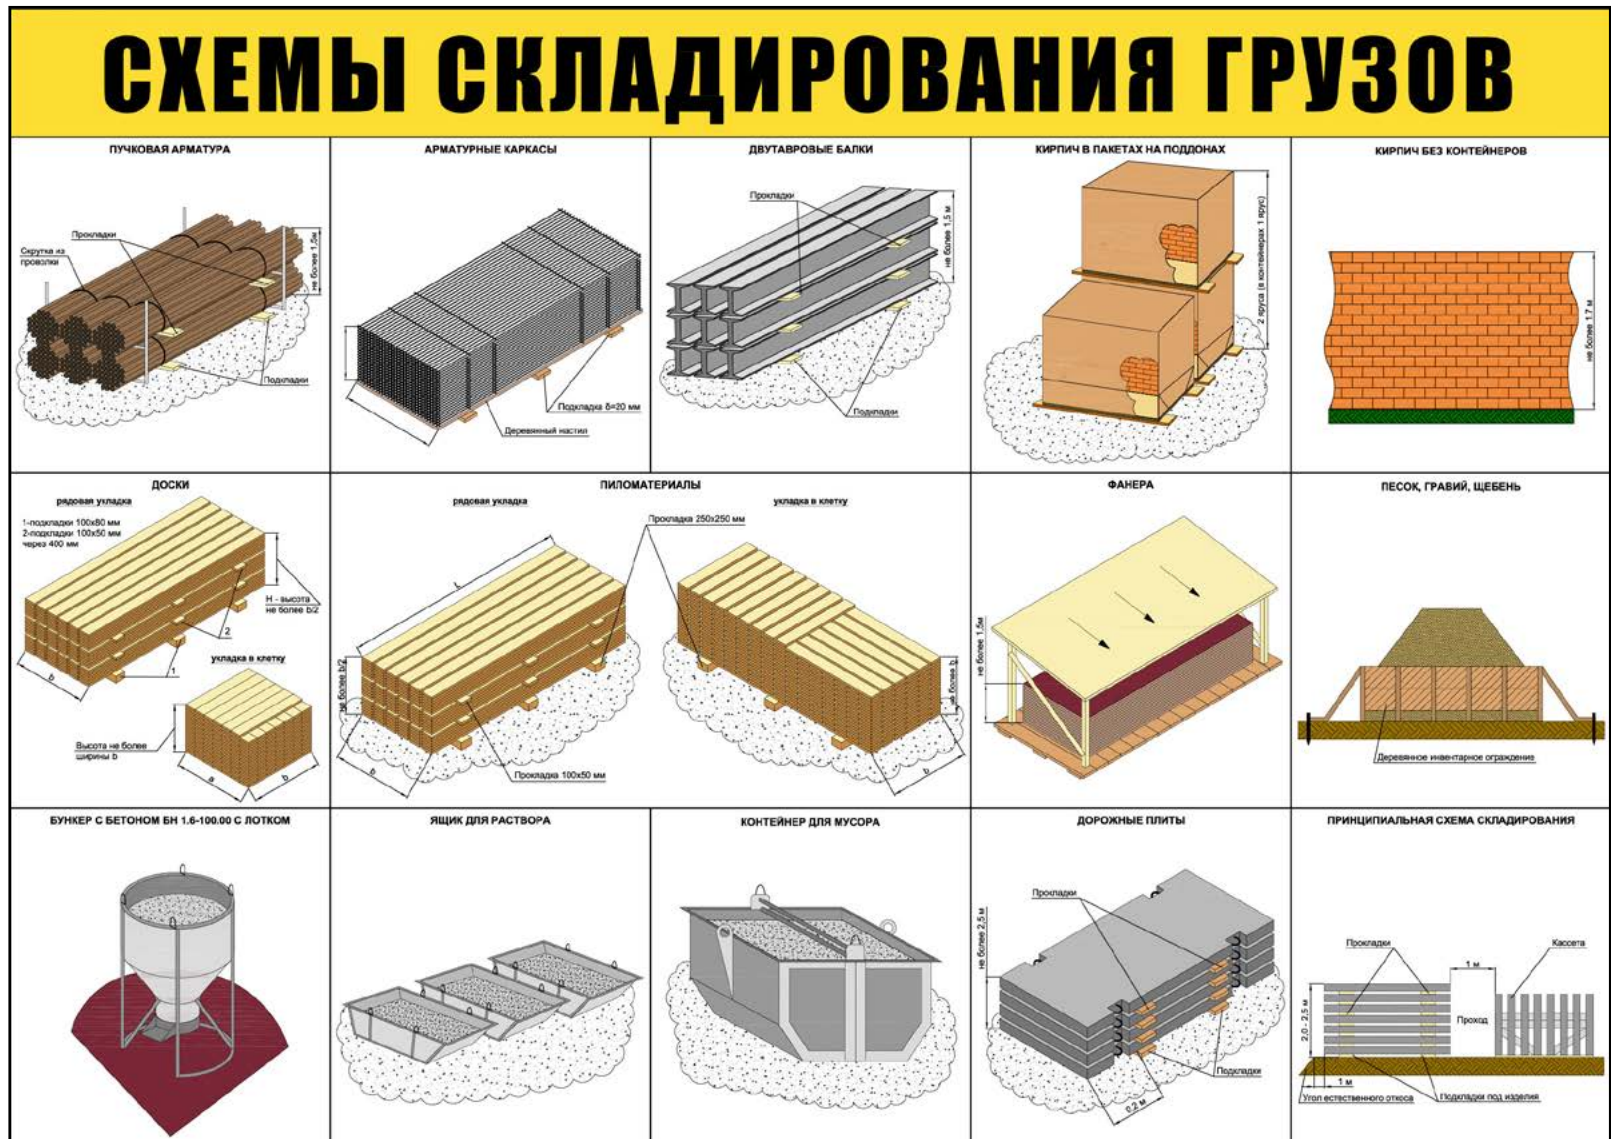 СХЕМЫ СКЛАДИРОВАНИЯ ГРУЗОВ
ПУЧКОВАЯ АРМАТУРА
Прокладки
Скрутка из
проволки
не более 1,5м
Подкладки
АРМАТУРНЫЕ КАРКАСЫ
Подкладка δ=20 мм
Деревянный настил
ДВУТАВРОВЫЕ БАЛКИ
Прокладки
не более 1,5 м
Подкладки
КИРПИЧ В ПАКЕТАХ НА ПОДДОНАХ
2 яруса (в контейнерах 1 ярус)
КИРПИЧ БЕЗ КОНТЕЙНЕРОВ
не более 1.7 м
ДОСКИ
рядовая укладка
1-подкладки 100х80 мм
2-подкладки 100х50 мм
через 400 мм
H - высота
не более b/2
2
1
b
укладка в клетку
Высота не более
ширины b
a
b
ПИЛОМАТЕРИАЛЫ
рядовая укладка
укладка в клетку
Прокладка 250х250 мм
L
не более b/2
b
Прокладка 100х50 мм
не более b
b
ФАНЕРА
не более 1,5м
ПЕСОК, ГРАВИЙ, ЩЕБЕНЬ
Деревянное инвентарное ограждение
БУНКЕР С БЕТОНОМ БН 1.6-100.00 С ЛОТКОМ
ЯЩИК ДЛЯ РАСТВОРА
КОНТЕЙНЕР ДЛЯ МУСОРА
ДОРОЖНЫЕ ПЛИТЫ
Прокладки
не более 2,5 м
Подкладки
0,2 м
ПРИНЦИПИАЛЬНАЯ СХЕМА СКЛАДИРОВАНИЯ
Прокладки
Кассета
1 м
2,0 - 2,5 м
Проход
1 м
Угол естественного откоса
Подкладки под изделия